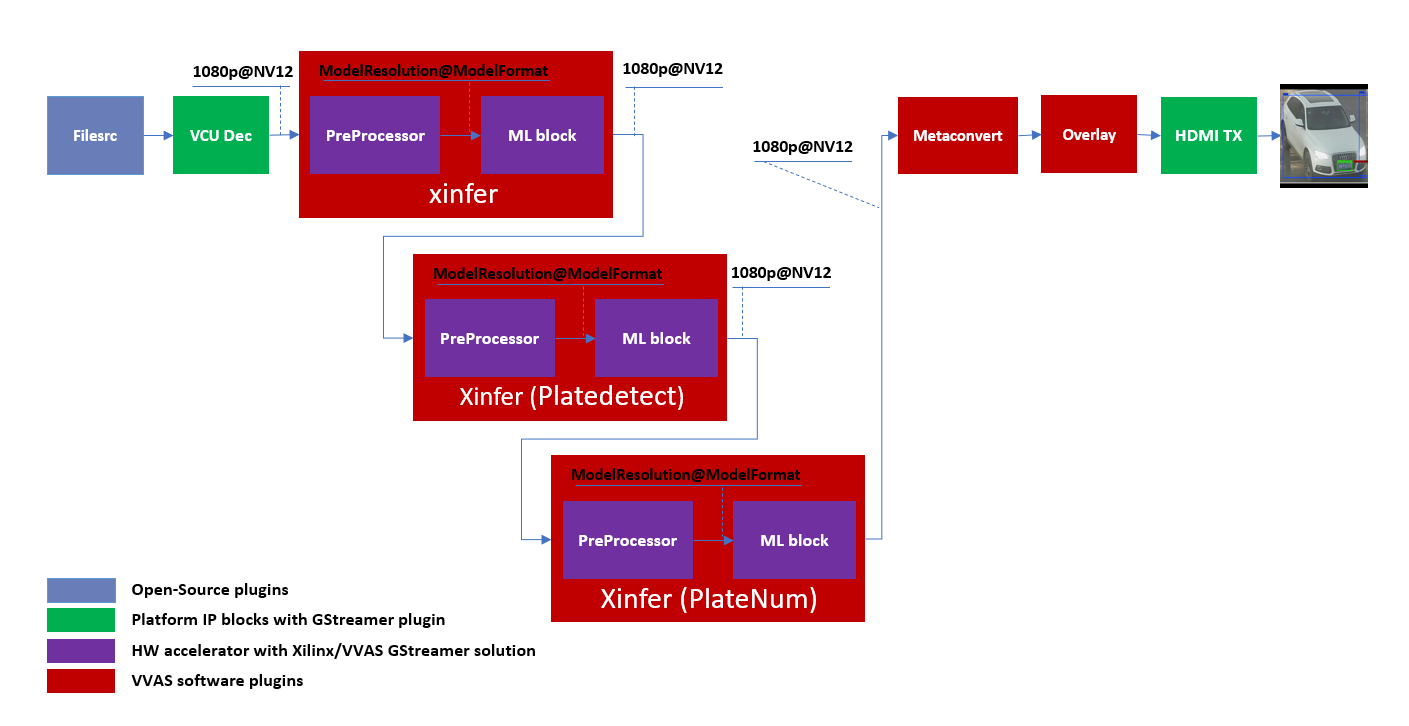 1080p@NV12
ModelResolution@ModelFormat
1080p@NV12
Filesrc
VCU Dec
PreProcessor
ML block
xinfer
1080p@NV12
Metaconvert
Overlay
HDMI TX
ModelResolution@ModelFormat
1080p@NV12
PreProcessor
ML block
Xinfer (Platedetect)
ModelResolution@ModelFormat
PreProcessor
ML block
Xinfer (PlateNum)
Open-Source plugins
Platform IP blocks with GStreamer plugin
HW accelerator with Xilinx/VVAS GStreamer solution
VVAS software plugins